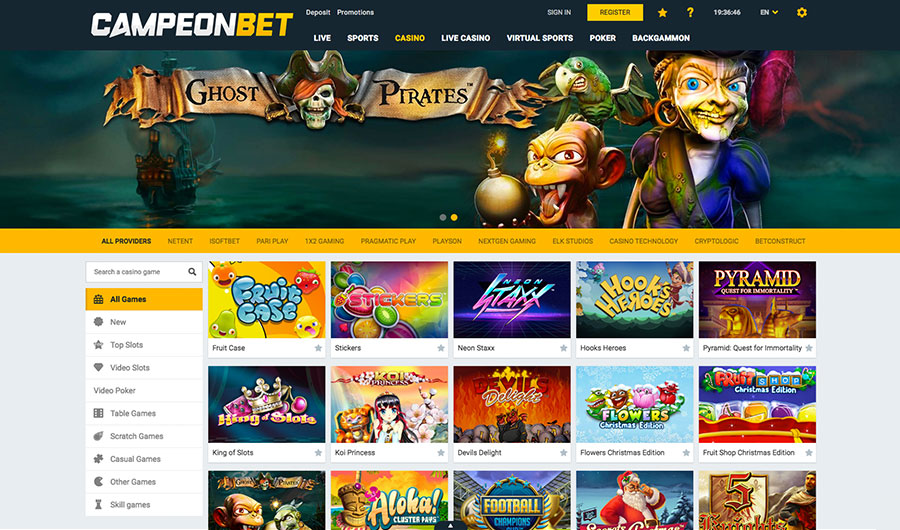 CAMPEONBET
Deposit Promotions
SIGN IN REGISTER ? 19:36:46 EN
LIVE SPORTS CASINO LIVE CASINO VIRTUAL SPORTS POKER BACKGAMMON
GHOST PIRATES™
ALL PROVIDERS NETENT ISOFTBET PARI PLAY 1X2 GAMING PRAGMATIC PLAY PLAYSON NEXTGEN GAMING ELK STUDIOS CASINO TECHNOLOGY CRYPTOLOGIC BETCONSTRUCT
Search a casino game
All Games
New
Top Slots
Video Slots
Video Poker
Table Games
Scratch Games
Casual Games
Other Games
Skill games
FRUIT CASE
STICKERS
NEON STAXX
HOOK'S HEROES
PYRAMID
QUEST FOR IMMORTALITY
Fruit Case
Stickers
Neon Staxx
Hooks Heroes
Pyramid: Quest for Immortality
King of Slots
KOI PRINCESS
Delight
FLOWERS
Christmas Edition
FRUIT SHOP
Christmas Edition
King of Slots
Koi Princess
Devils Delight
Flowers Christmas Edition
Fruit Shop Christmas Edition
GHOST PIRATES
Aloha!
CLUSTER PAYS
FOOTBALL
CHAMPIONS
5